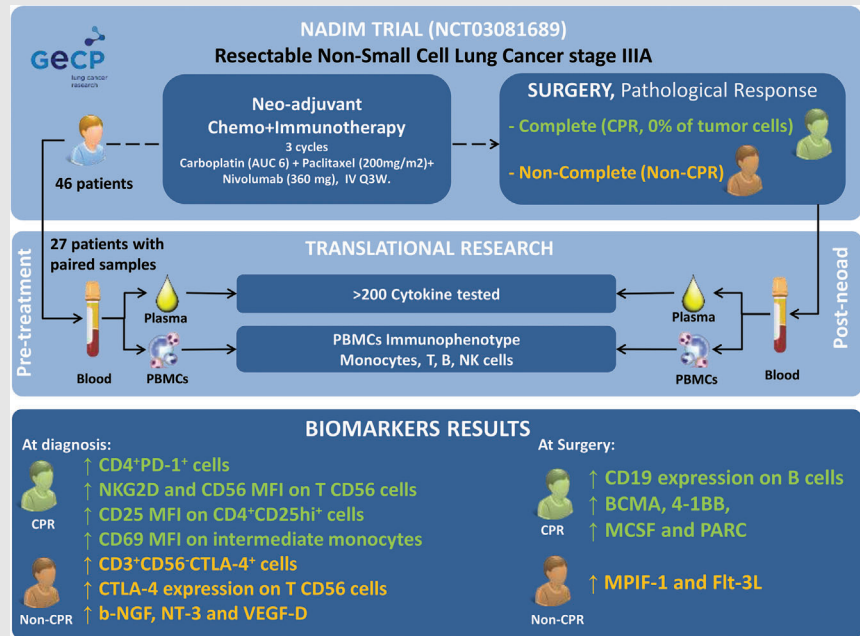 NADIM TRIAL (NCT03081689)
Resectable Non-Small Cell Lung Cancer stage IIIA
GECP
lung cancer
research
46 patients
Neo-adjuvant
Chemo+Immunotherapy
3 cycles
Carboplatin (AUC 6) + Paclitaxel (200mg/m2)+
Nivolumab (360 mg), IV Q3W.
SURGERY, Pathological Response
- Complete (CPR, 0% of tumor cells)
- Non-Complete (Non-CPR)
Pre-treatment
TRANSLATIONAL RESEARCH
27 patients with
paired samples
Blood
Plasma
PBMCs
>200 Cytokine tested
PBMCs Immunophenotype
Monocytes, T, B, NK cells
Plasma
PBMCs
Blood
Post-neoad
BIOMARKERS RESULTS
At diagnosis:
CPR
↑ CD4⁺PD-1⁺ cells
↑ NKG2D and CD56 MFI on T CD56 cells
↑ CD25 MFI on CD4⁺CD25hi⁺ cells
↑ CD69 MFI on intermediate monocytes
Non-CPR
↑ CD3⁺CD56⁻CTLA-4⁺ cells
↑ CTLA-4 expression on T CD56 cells
↑ b-NGF, NT-3 and VEGF-D
At Surgery:
CPR
↑ CD19 expression on B cells
↑ BCMA, 4-1BB,
↑ MCSF and PARC
Non-CPR
↑ MPIF-1 and Flt-3L